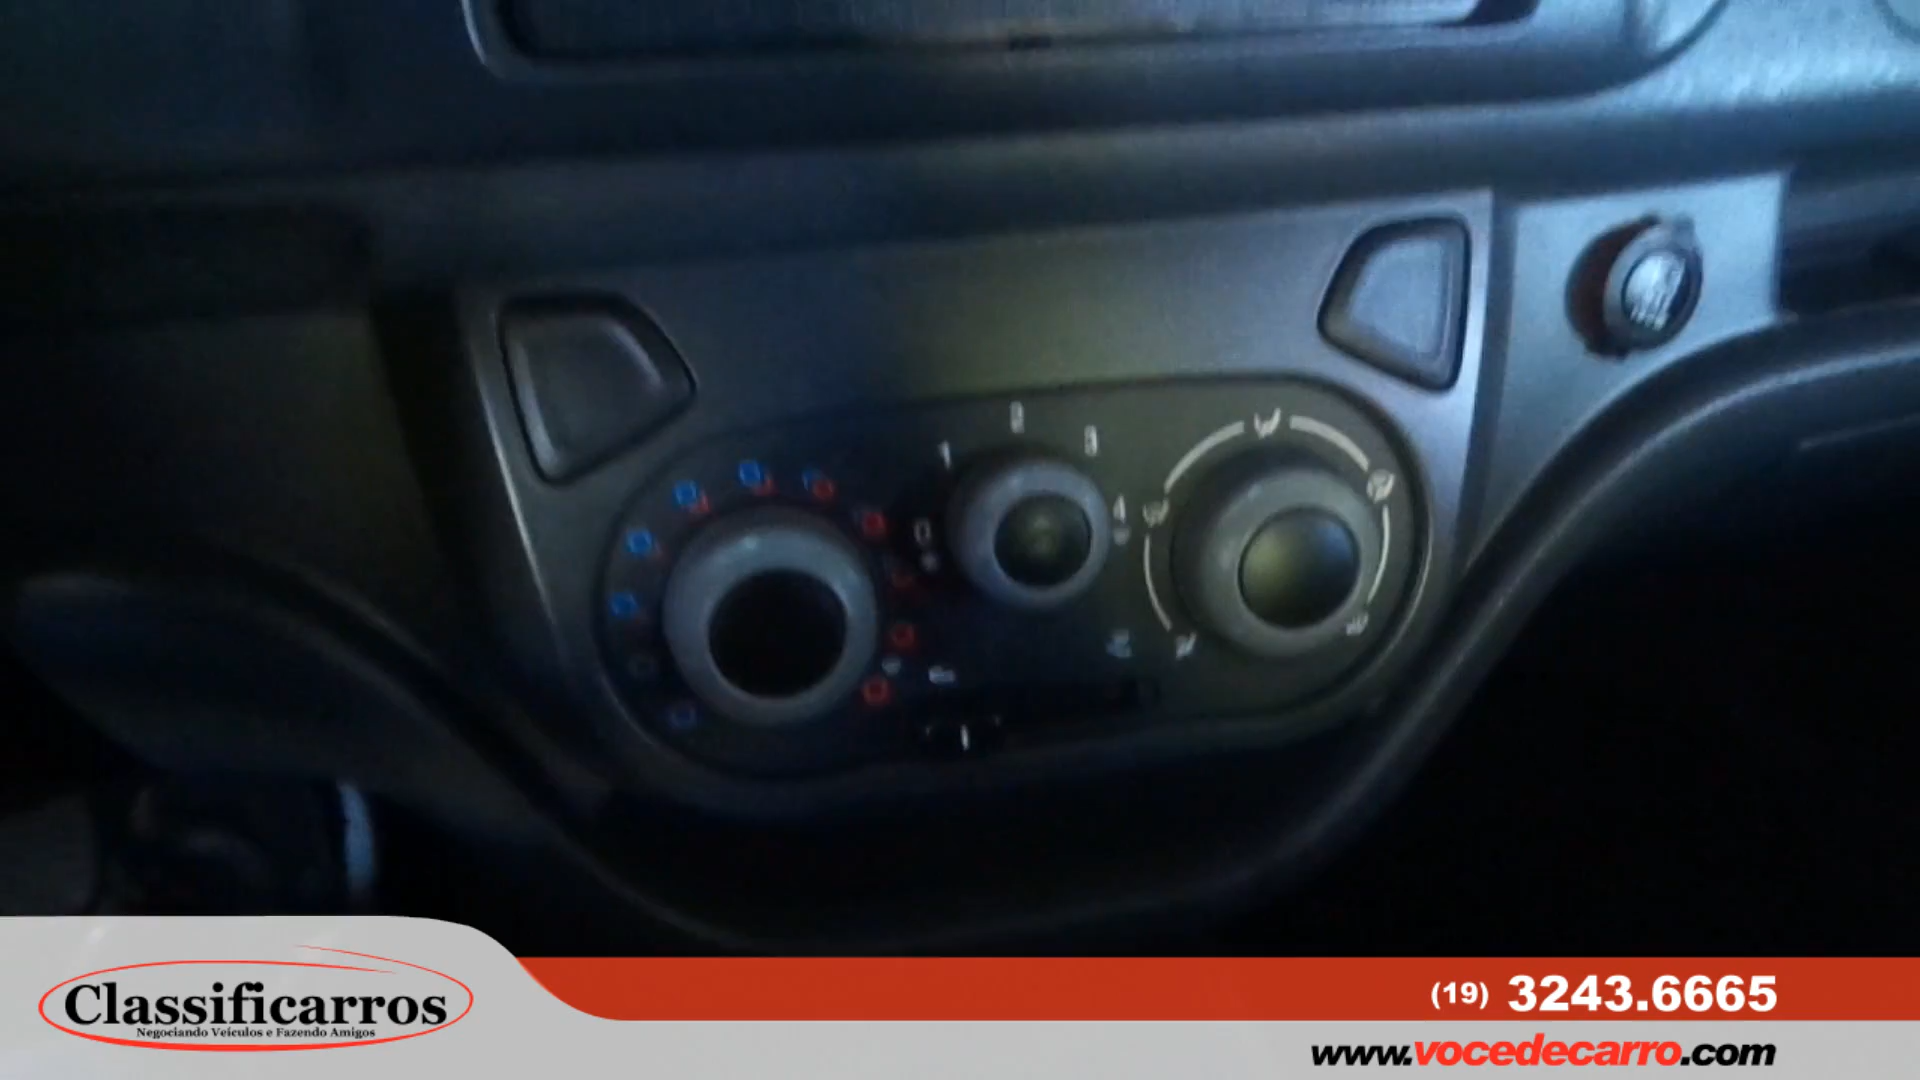 2
1 3
0 4
Classificarros
Negociando Veículos e Fazendo Amigos
(19) 3243.6665
www.vocedecarro.com